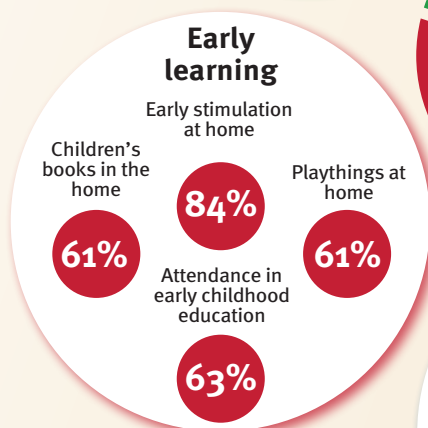 Early
learning
Early stimulation
at home
84%
Children’s
books in the
home
61%
Playthings at
home
61%
Attendance in
early childhood
education
63%